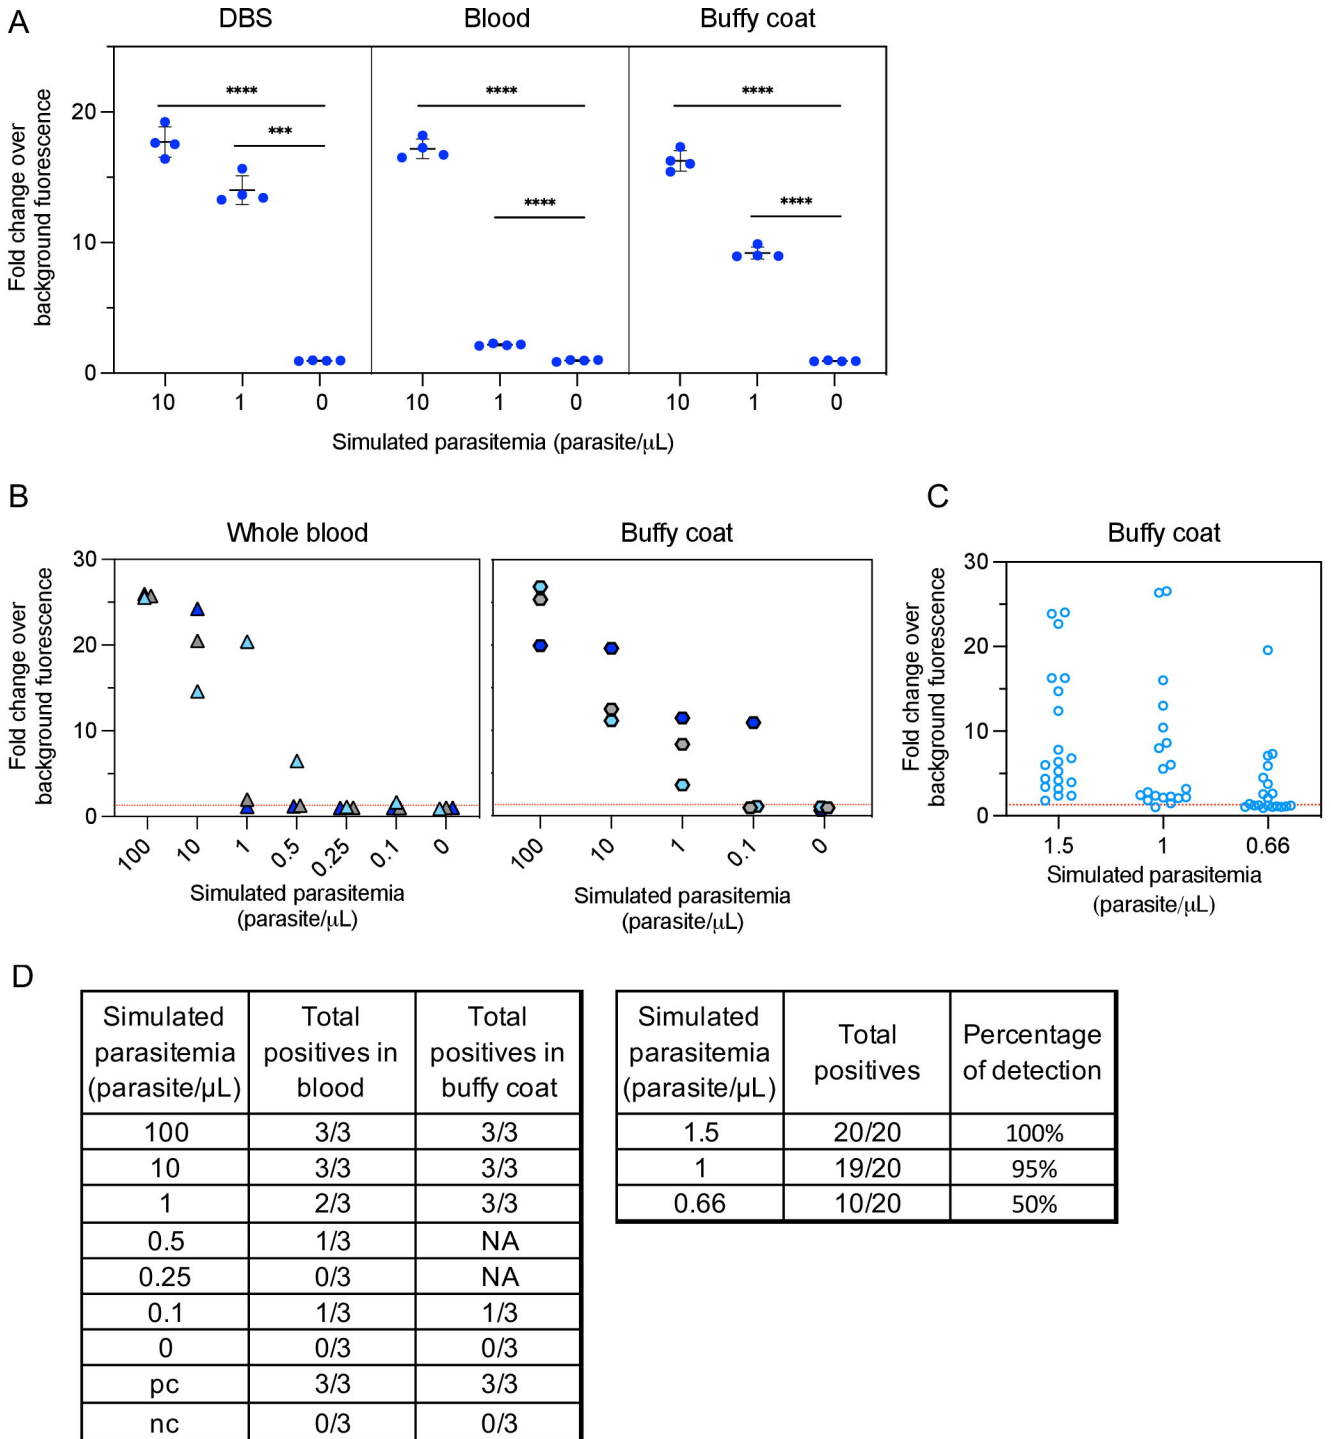 A
DBS
Blood
Buffy coat
Fold change over
background fuorescence
20
10
0
****
***
****
****
****
****
10 1 0 10 1 0 10 1 0
Simulated parasitemia (parasite/μL)
B
Whole blood
Buffy coat
Fold change over
background fuorescence
30
20
10
0
100 10 1 0.5 0.25 0.1 0
100 10 1 0.1 0
Simulated parasitemia
(parasite/μL)
Simulated parasitemia
(parasite/μL)
C
Buffy coat
Fold change over
background fuorescence
30
20
10
0
1.5 1 0.66
Simulated parasitemia
(parasite/μL)
D
Simulated
parasitemia
(parasite/μL)
Total
positives in
blood
Total
positives in
buffy coat
100 3/3 3/3
10 3/3 3/3
1 2/3 3/3
0.5 1/3 NA
0.25 0/3 NA
0.1 1/3 1/3
0 0/3 0/3
pc 3/3 3/3
nc 0/3 0/3
Simulated
parasitemia
(parasite/μL)
Total
positives
Percentage
of detection
1.5 20/20 100%
1 19/20 95%
0.66 10/20 50%